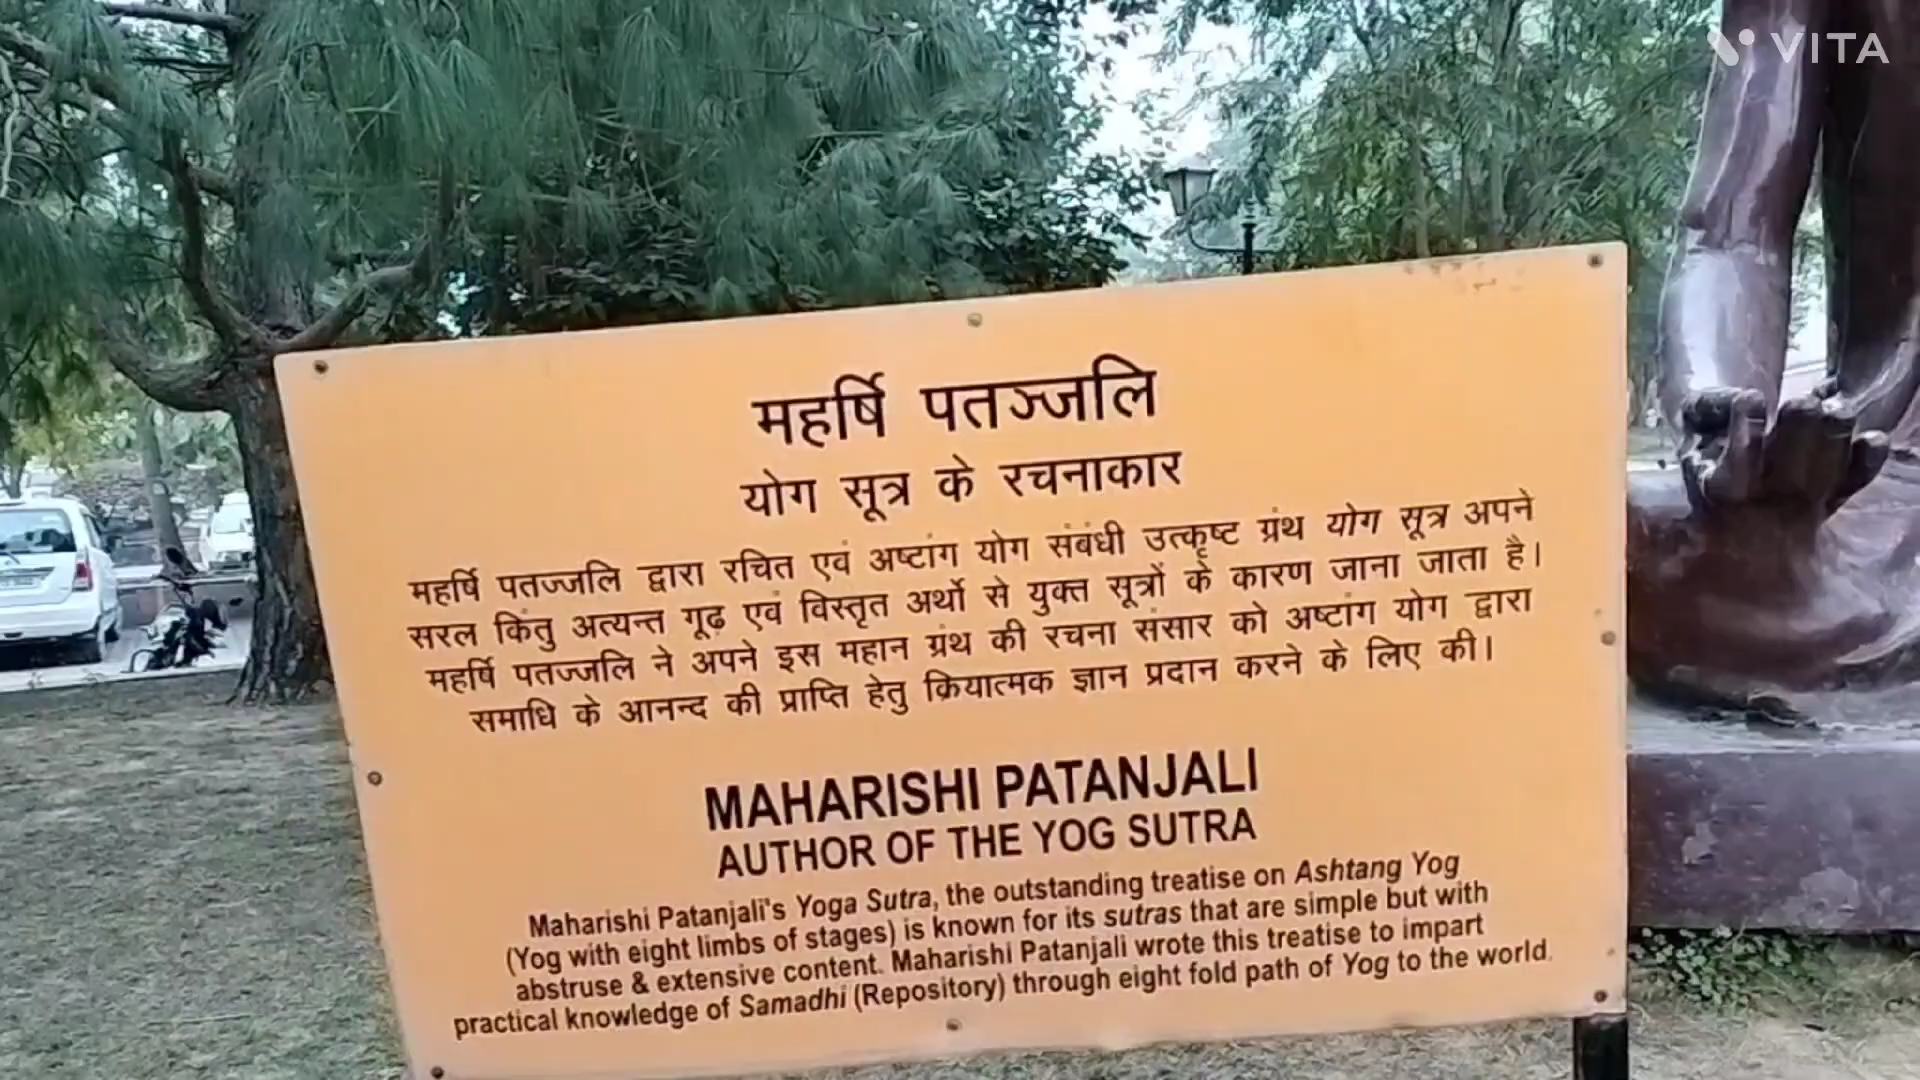 VITA
महर्षि पतञ्जलि
योग सूत्र के रचनाकार
महर्षि पतञ्जलि द्वारा रचित एवं अष्टांग योग संबंधी उत्कृष्ट ग्रंथ योग सूत्र अपने
सरल किंतु अत्यन्त गूढ़ एवं विस्तृत अर्थो से युक्त सूत्रों के कारण जाना जाता है।
महर्षि पतञ्जलि ने अपने इस महान ग्रंथ की रचना संसार को अष्टांग योग द्वारा
समाधि के आनन्द की प्राप्ति हेतु क्रियात्मक ज्ञान प्रदान करने के लिए की।
MAHARISHI PATANJALI
AUTHOR OF THE YOG SUTRA
Maharishi Patanjali's Yoga Sutra, the outstanding treatise on Ashtang Yog
(Yog with eight limbs of stages) is known for its sutras that are simple but with
abstruse & extensive content. Maharishi Patanjali wrote this treatise to impart
practical knowledge of Samadhi (Repository) through eight fold path of Yog to the world.